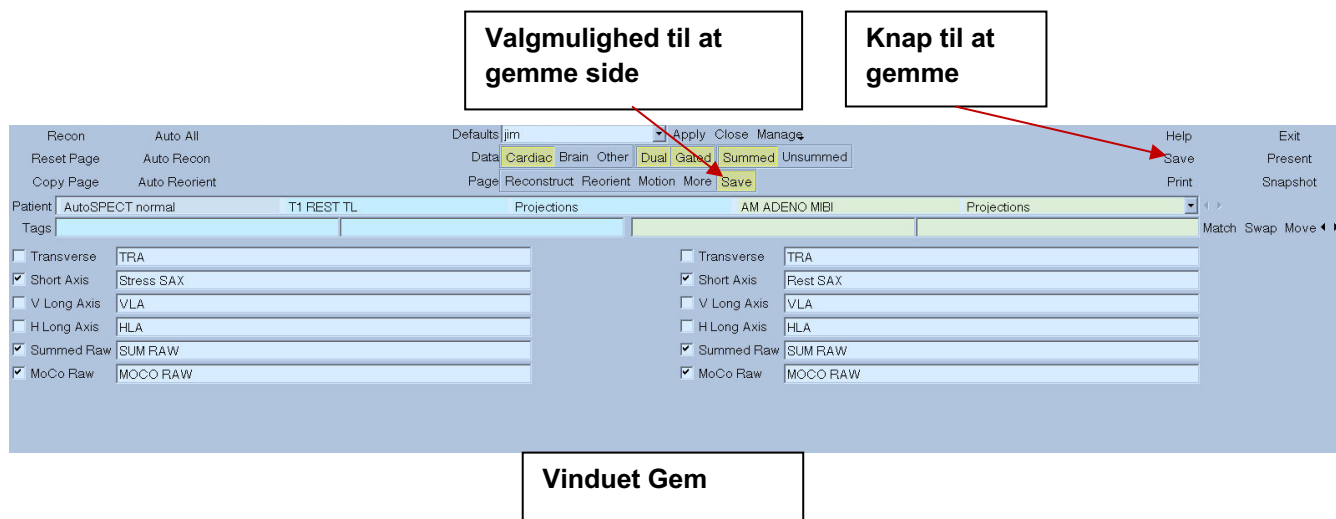 Valgmulighed til at
gemme side
Knap til at
gemme
Recon Auto All Defaults jim Apply Close Manage Help Exit
Reset Page Auto Recon Data Cardiac Brain Other Dual Gated Summed Unsummed Save Present
Copy Page Auto Reorient Page Reconstruct Reorient Motion More Save Print Snapshot
Patient AutoSPECT normal T1 REST TL Projections AM ADENO MIBI Projections
Tags Match Swap Move
Transverse TRA Transverse TRA
Short Axis Stress SAX Short Axis Rest SAX
V Long Axis VLA V Long Axis VLA
H Long Axis HLA H Long Axis HLA
Summed Raw SUM RAW Summed Raw SUM RAW
MoCo Raw MOCO RAW MoCo Raw MOCO RAW
Vinduet Gem